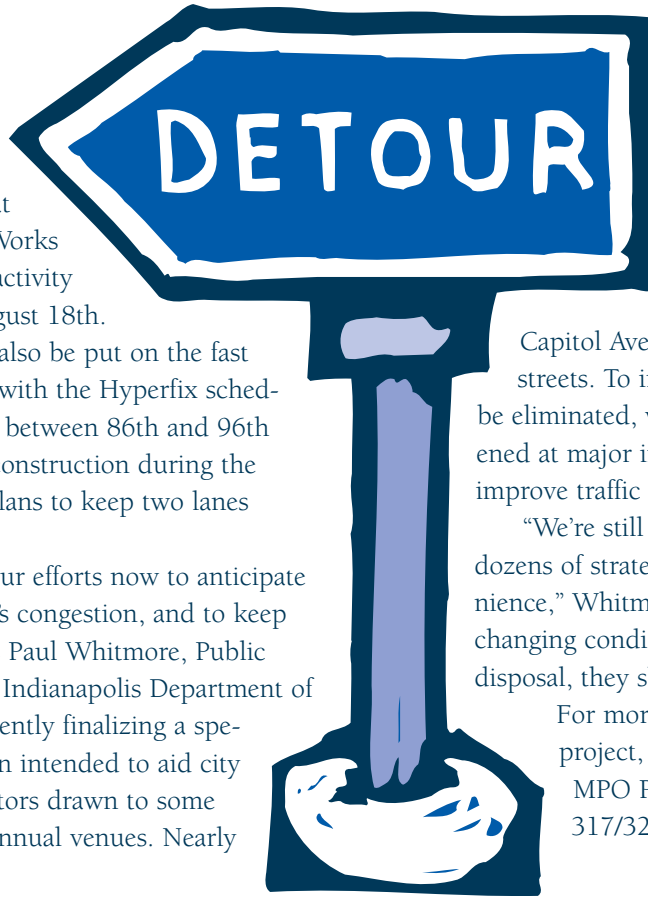 DETOUR
Works
activity
gust 18th.
also be put on the fast
with the Hyperfix sched-
between 86th and 96th
onstruction during the
lans to keep two lanes
ur efforts now to anticipate
’s congestion, and to keep
Paul Whitmore, Public
Indianapolis Department of
ently finalizing a spe-
n intended to aid city
tors drawn to some
nnual venues. Nearly
Capitol Ave
streets. To i
be eliminated,
ened at major i
improve traffic
“We’re still
dozens of strate
nience,” Whitm
changing condi
disposal, they s
For mor
project,
MPO
317/32